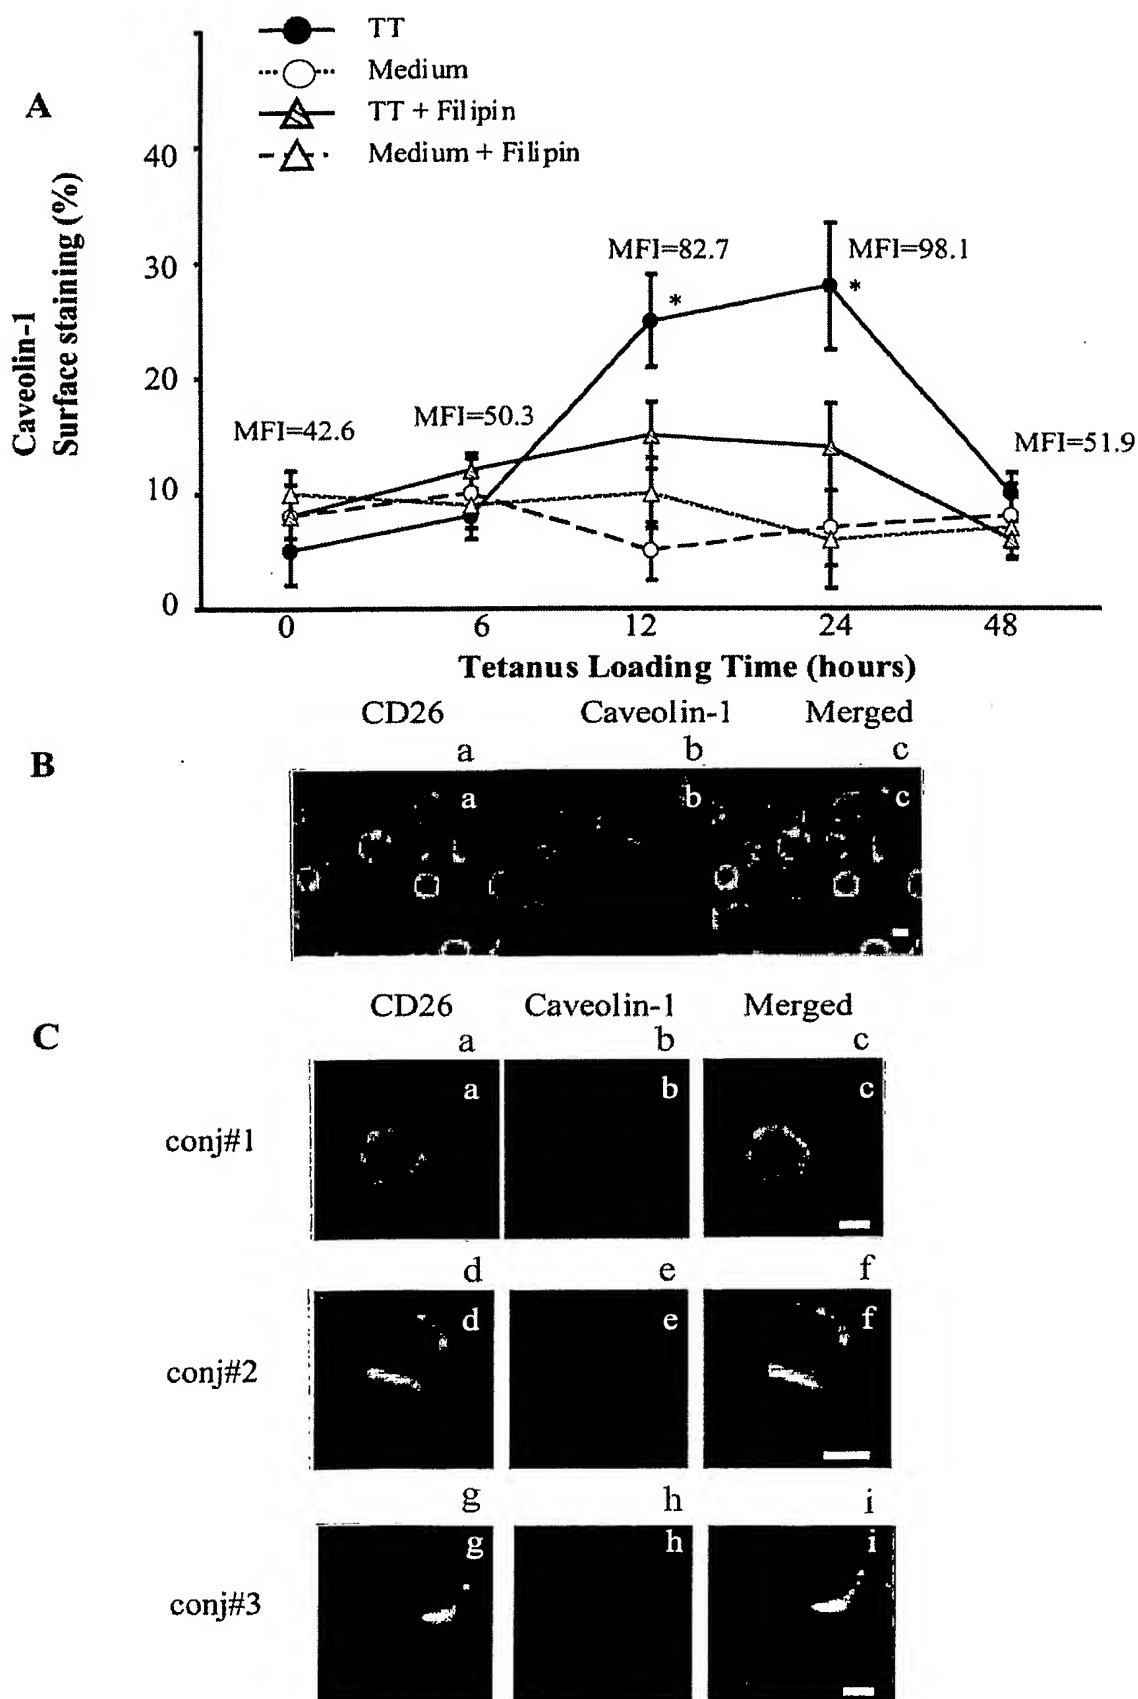 TT
Medium
TT + Filipin
Medium + Filipin
A
Caveolin-1
Surface staining (%)
40
30
20
10
0
MFI=42.6
MFI=50.3
MFI=82.7
*
MFI=98.1
*
MFI=51.9
0 6 12 24 48
Tetanus Loading Time (hours)
B
CD26 Caveolin-1 Merged
a b c
a b c
C
CD26 Caveolin-1 Merged
a b c
a b c
conj#1
d e f
d e f
conj#2
g h i
g h i
conj#3